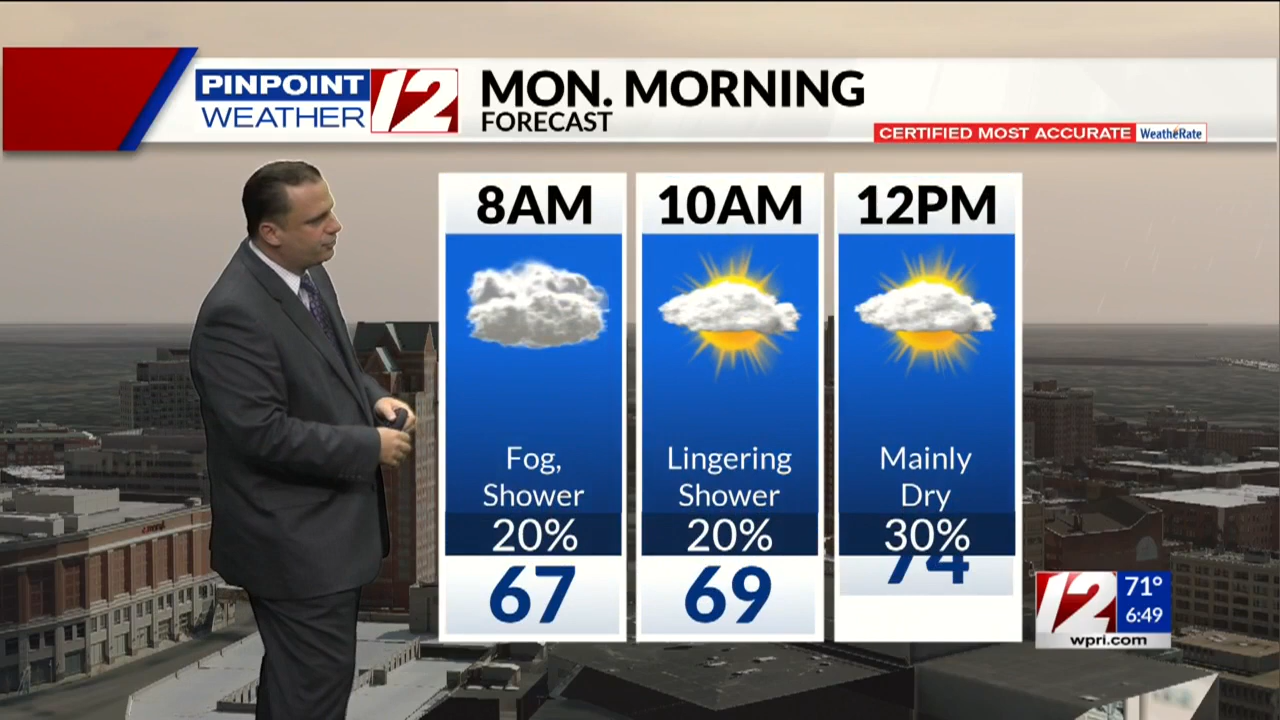 PINPOINT
WEATHER
12
MON. MORNING
FORECAST
CERTIFIED MOST ACCURATE WeatheRate
8AM
Fog,
Shower
20%
67
10AM
Lingering
Shower
20%
69
12PM
Mainly
Dry
30%
74
12
71°
6:49
wpri.com